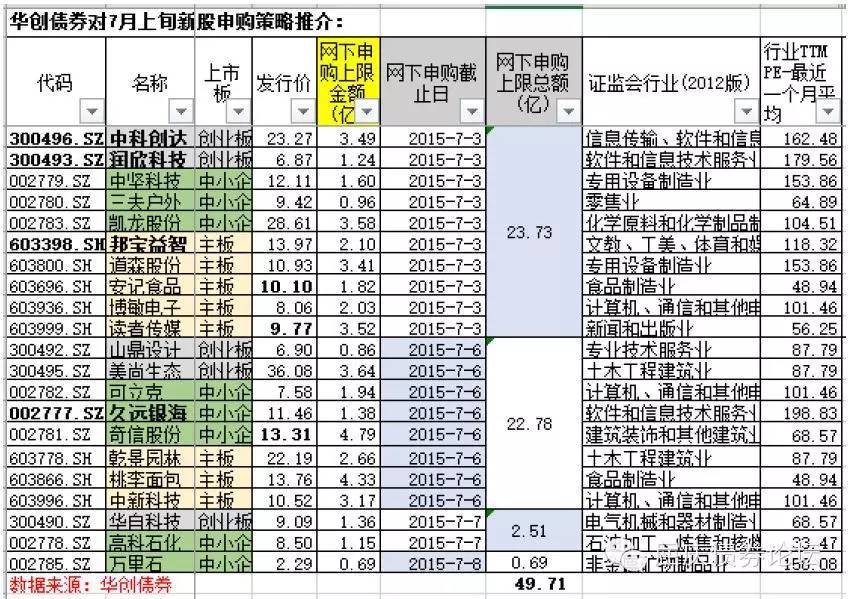 华创债券对7月上旬新股申购策略推介：
代码 名称 上市板 发行价 网下申购上限金额（亿） 网下申购截止日 网下申购上限总额（亿） 证监会行业(2012版) 行业TTM PE-最近一个月平均
300496.SZ 中科创达 创业板 23.27 3.49 2015-7-3 信息传输、软件和信息 162.48
300493.SZ 润欣科技 创业板 6.87 1.24 2015-7-3 软件和信息技术服务业 179.56
002779.SZ 中坚科技 中小企 12.11 1.60 2015-7-3 专用设备制造业 153.86
002780.SZ 三夫户外 中小企 9.42 0.96 2015-7-3 零售业 64.89
002783.SZ 凯龙股份 中小企 28.61 3.58 2015-7-3 23.73 化学原料和化学制品制 104.51
603398.SH 邦宝益智 主板 13.97 2.10 2015-7-3 文教、工美、体育和娱 118.32
603800.SH 道森股份 主板 10.93 3.41 2015-7-3 专用设备制造业 153.86
603696.SH 安记食品 主板 10.10 1.82 2015-7-3 食品制造业 48.94
603936.SH 博敏电子 主板 8.06 2.03 2015-7-3 计算机、通信和其他电 101.46
603999.SH 读者传媒 主板 9.77 3.52 2015-7-3 新闻和出版业 56.25
300492.SZ 山鼎设计 创业板 6.90 0.86 2015-7-6 专业技术服务业 87.79
300495.SZ 美尚生态 创业板 36.08 3.64 2015-7-6 土木工程建筑业 87.79
002782.SZ 可立克 中小企 7.58 1.94 2015-7-6 计算机、通信和其他电 101.46
002777.SZ 久远银海 中小企 11.46 1.38 2015-7-6 22.78 软件和信息技术服务业 198.83
002781.SZ 奇信股份 中小企 13.31 4.79 2015-7-6 建筑装饰和其他建筑业 68.57
603778.SH 乾景园林 主板 22.19 2.66 2015-7-6 土木工程建筑业 87.79
603866.SH 桃李面包 主板 13.76 4.33 2015-7-6 食品制造业 48.94
603996.SH 中新科技 主板 10.52 3.17 2015-7-6 计算机、通信和其他电 101.46
300490.SZ 华自科技 创业板 9.09 1.36 2015-7-7 2.51 电气机械和器材制造业 68.57
002778.SZ 高科石化 中小企 8.50 1.15 2015-7-7 石油加工、炼焦和核燃
002785.SZ 万里石 中小企 2.29 0.69 2015-7-8 0.69 非金属矿物制品业
数据来源：华创债券 49.71